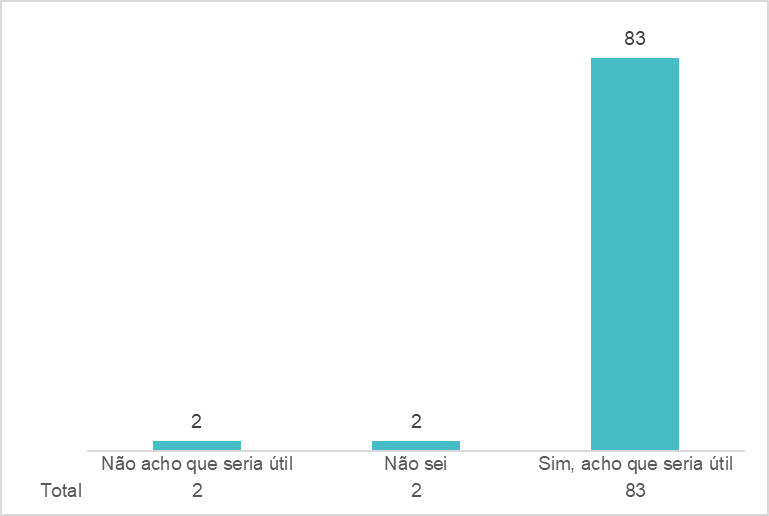 83
2 2
Não acho que seria útil Não sei Sim, acho que seria útil
Total 2 2 83